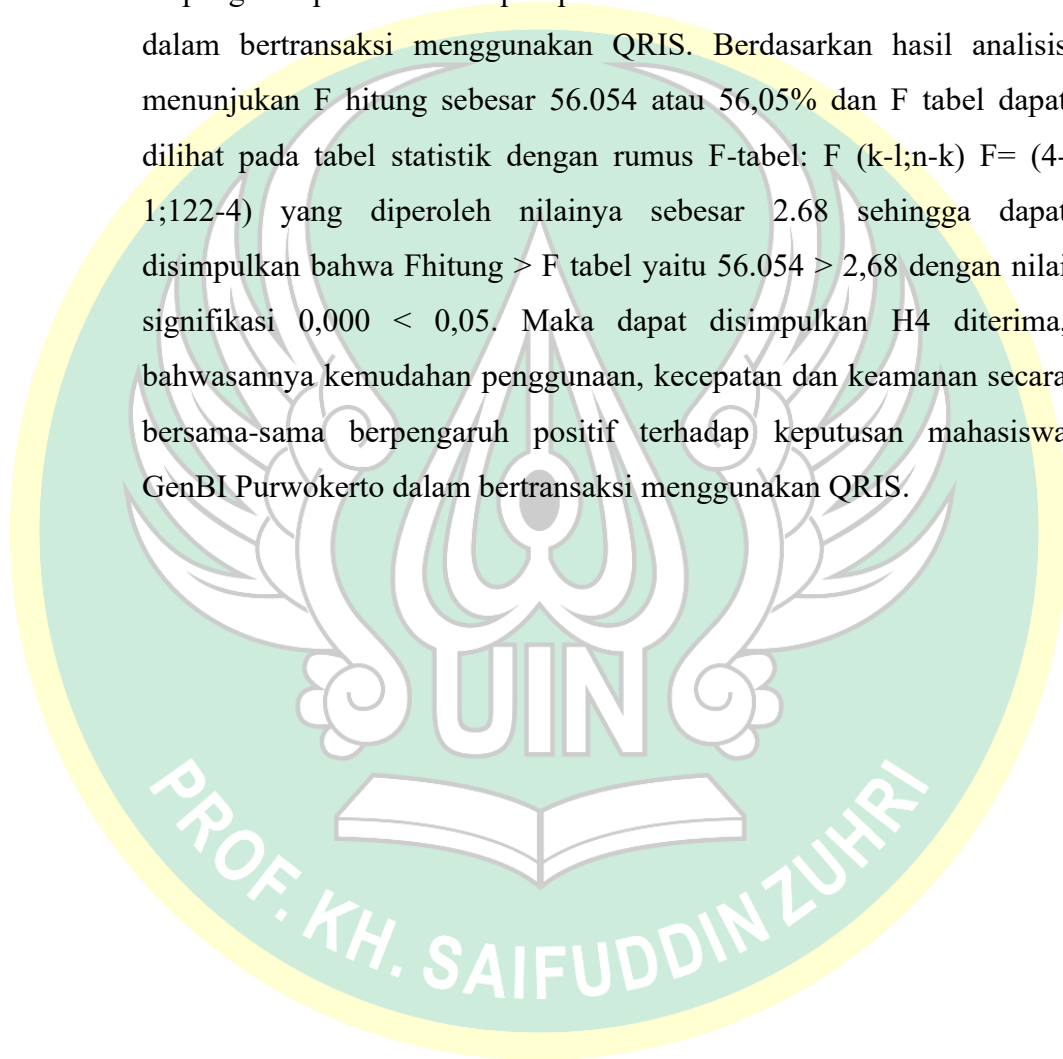 dalam bertransaksi menggunakan QRIS. Berdasarkan hasil analisis
menunjukan F hitung sebesar 56.054 atau 56,05% dan F tabel dapat
dilihat pada tabel statistik dengan rumus F-tabel: F (k-l;n-k) F= (4-
1;122-4) yang diperoleh nilainya sebesar 2.68 sehingga dapat
disimpulkan bahwa Fhitung > F tabel yaitu 56.054 > 2,68 dengan nilai
signifikasi 0,000 < 0,05. Maka dapat disimpulkan H4 diterima,
bahwasannya kemudahan penggunaan, kecepatan dan keamanan secara
bersama-sama berpengaruh positif terhadap keputusan mahasiswa
GenBI Purwokerto dalam bertransaksi menggunakan QRIS.
UIN
PROF. KH. SAIFUDDIN ZUHRI